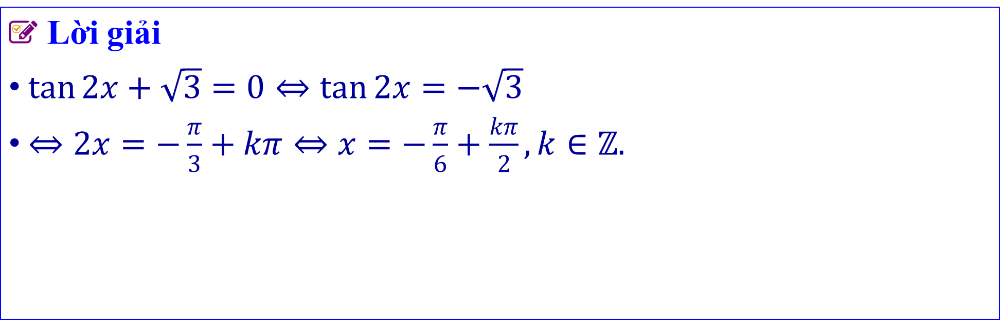 Lời giải
• tan 2x + √3 = 0 ⇔ tan 2x = −√3
• ⇔ 2x = −π/3 + kπ ⇔ x = −π/6 + kπ/2, k ∈ ℤ.